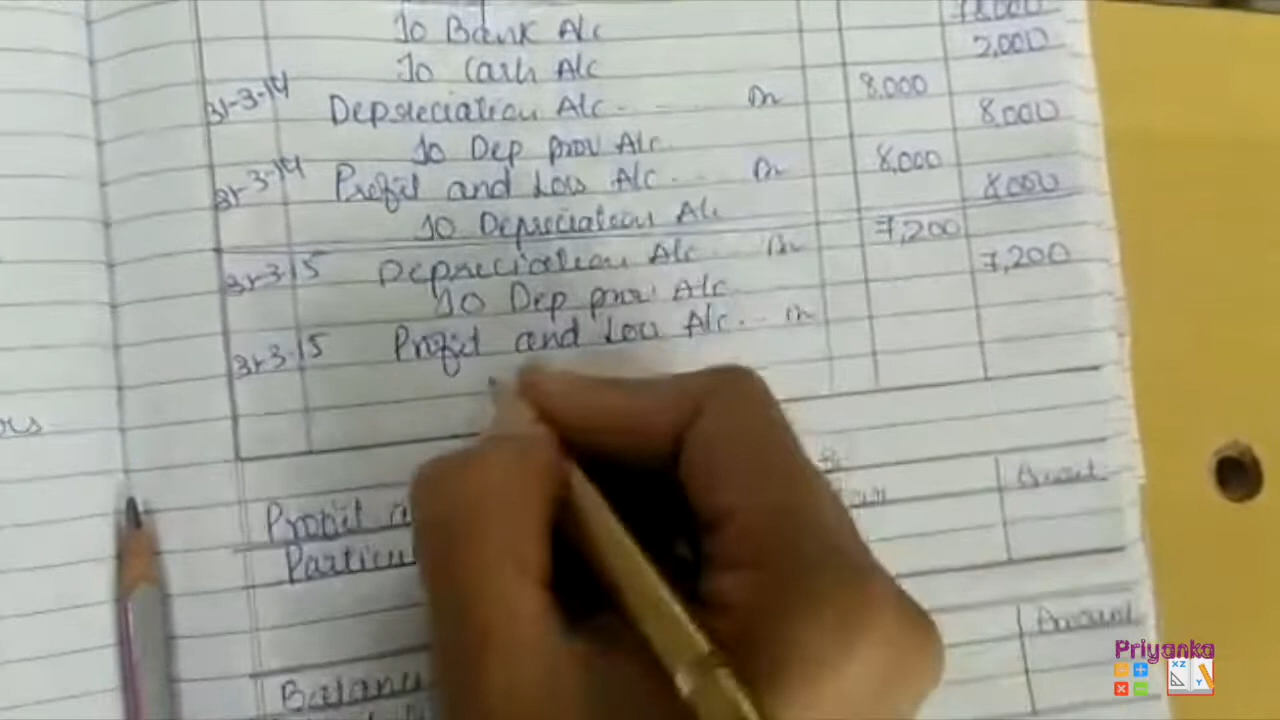 To Bank A/c
To Cash A/c 2,000
31-3-14 Depreciation A/c Dr 8,000
To Dep prov A/c 8,000
31-3-14 Profit and Loss A/c Dr 8,000
To Depreciation A/c 8,000
31-3-15 Depreciation A/c Dr 7,200
To Dep prov A/c 7,200
31-3-15 Profit and Loss A/c Dr
Profit a
Particu
Amount
Balanc
Priyanka